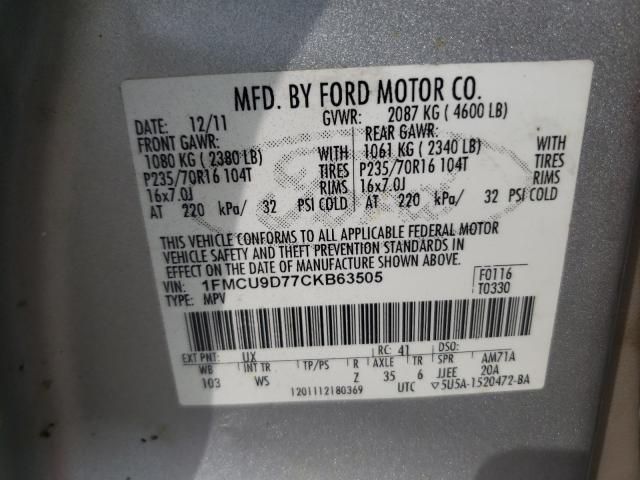 MFD. BY FORD MOTOR CO.
DATE: 12/11 GVWR: 2087 KG ( 4600 LB)
FRONT GAWR: REAR GAWR:
1080 KG ( 2380 LB) WITH 1061 KG ( 2340 LB) WITH
P235/70R16 104T TIRES P235/70R16 104T TIRES
16x7.0J RIMS 16x7.0J RIMS
AT 220 kPa/ 32 PSI COLD AT 220 kPa/ 32 PSI COLD
Ford
THIS VEHICLE CONFORMS TO ALL APPLICABLE FEDERAL MOTOR
VEHICLE SAFETY AND THEFT PREVENTION STANDARDS IN
EFFECT ON THE DATE OF MANUFACTURE SHOWN ABOVE.
VIN: 1FMCU9D77CKB63505 F0116
TYPE: MPV T0330
EXT PNT: UX RC: 41 DSO:
WB INT TR TP/PS R AXLE TR SPR AM71A
103 WS Z 35 6 JJEE 20A
1201112180369 UTC ▽5U5A-1520472-BA